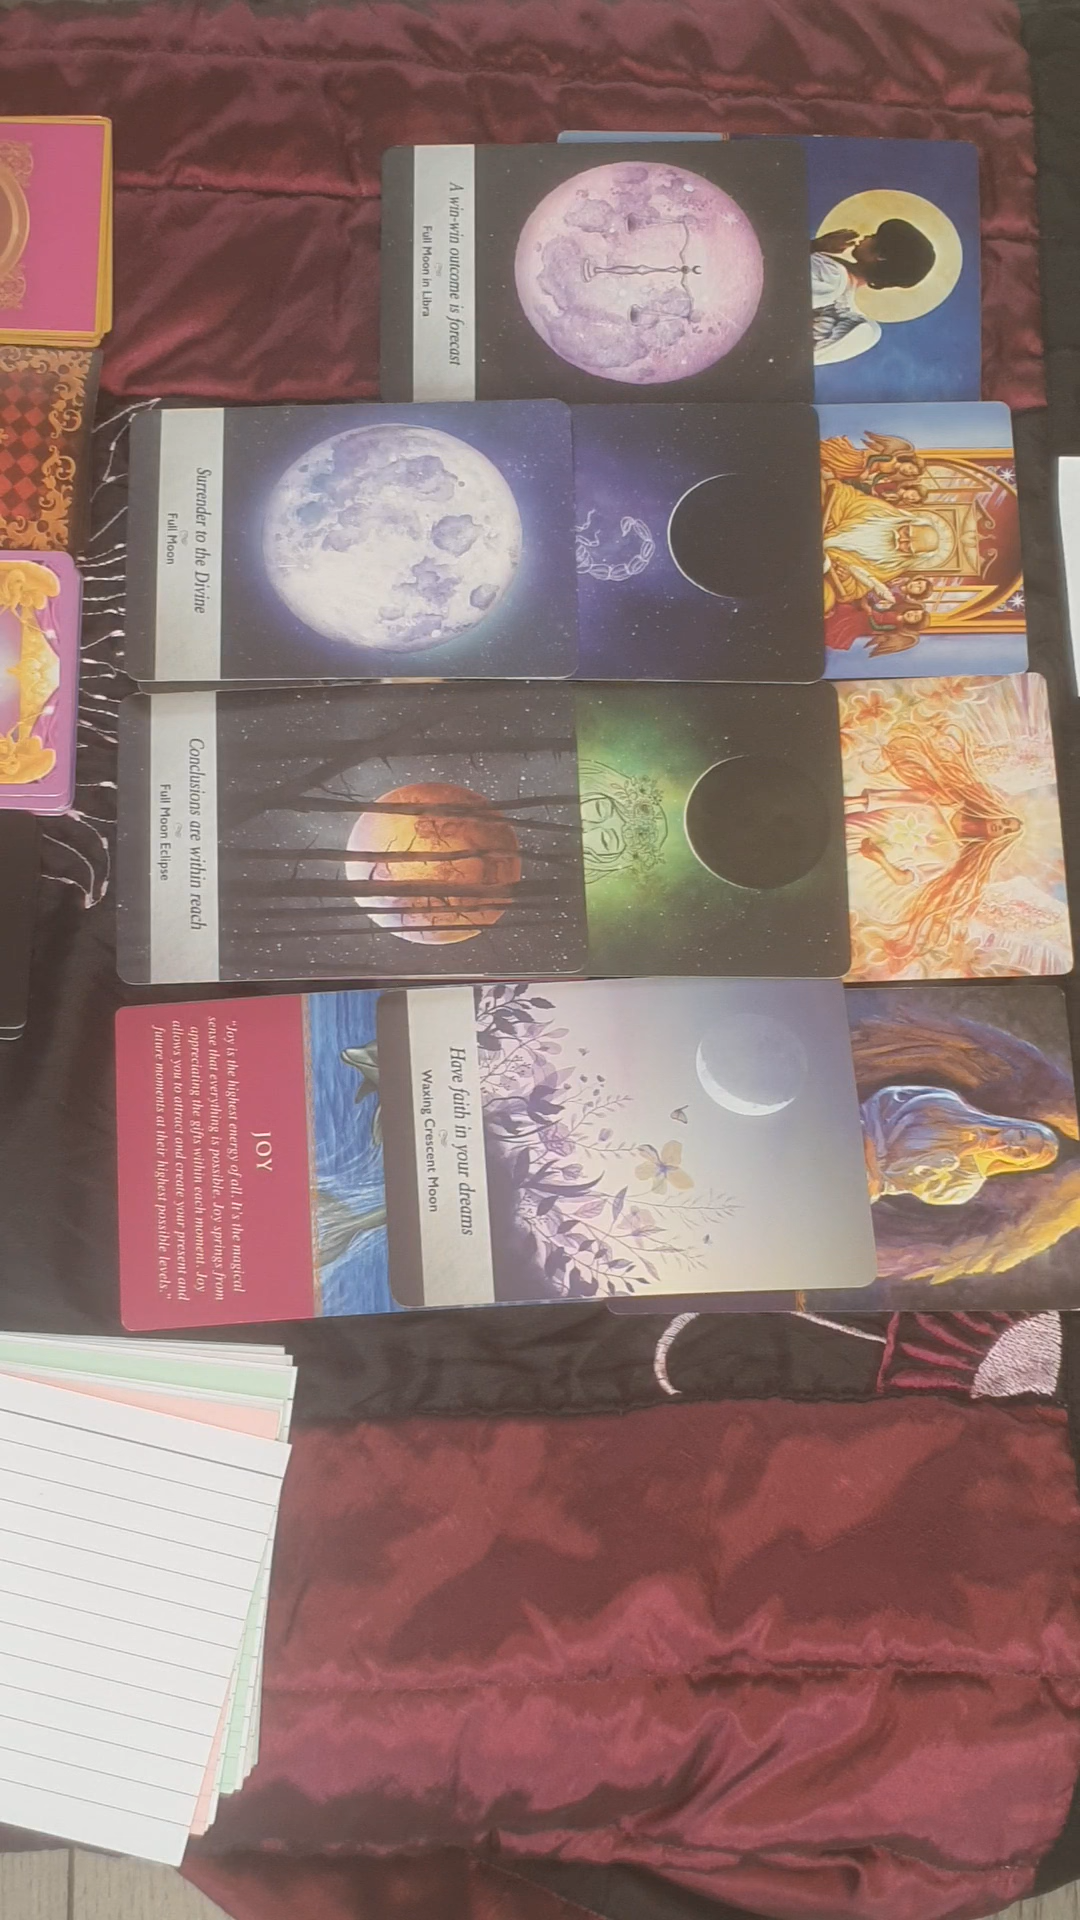 Have faith in your dreams
Waxing Crescent Moon
JOY
"Joy is the highest energy of all. It's the magical
sense that everything is possible. Joy springs from
appreciating the gifts within each moment. Joy
allows you to attract and create your present and
future moments at their highest possible levels."
Conclusions are within reach
Full Moon Eclipse
Surrender to the Divine
Full Moon
A win-win outcome is forecast
Full Moon in Libra